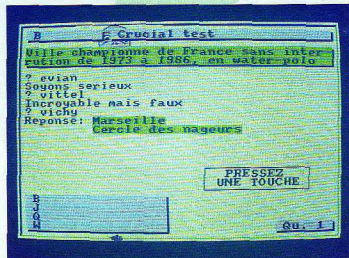 B E Crucial test
Ville championne de France sans inter
rution de 1973 a 1986, en water-polo
? evian
Soyons serieux
? vittel
Incroyable mais faux
? vichy
Reponse: Marseille
Cercle des nageurs
PRESSEZ
UNE TOUCHE
B
J
Q
W
Qu. 1